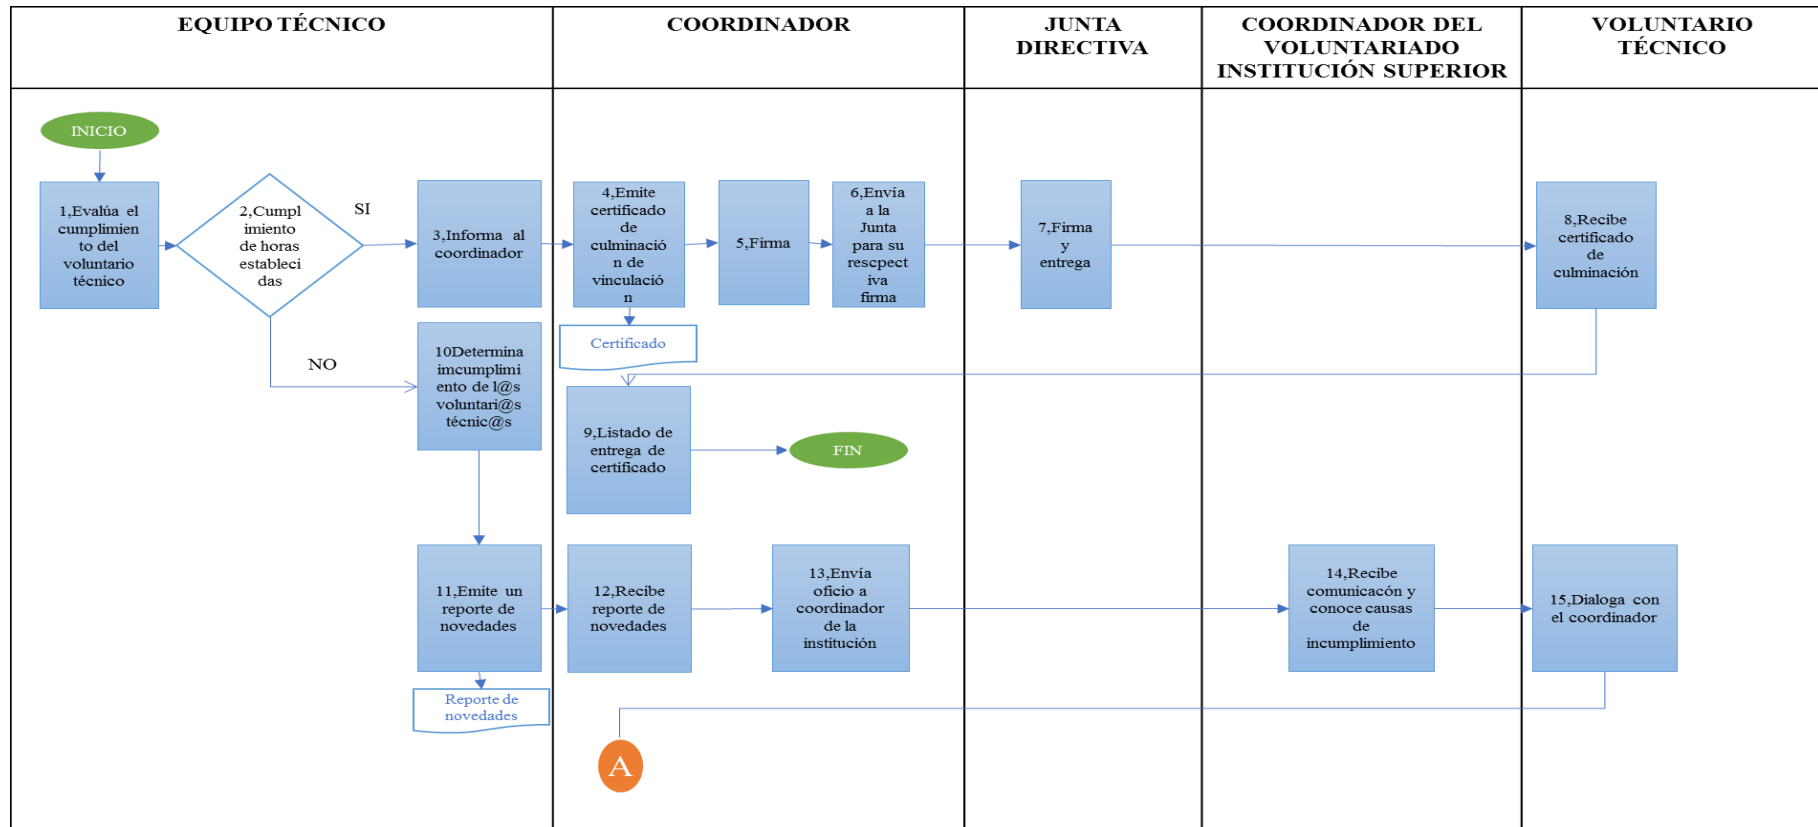 EQUIPO TÉCNICO
COORDINADOR
JUNTA
DIRECTIVA
COORDINADOR DEL
VOLUNTARIADO
INSTITUCIÓN SUPERIOR
VOLUNTARIO
TÉCNICO
INICIO
1,Evalúa el
cumplimien
to del
voluntario
técnico
2,Cumpl
imiento
de horas
estableci
das
SI
3,Informa al
coordinador
4,Emite
certificado
de
culminació
n de
vinculació
n
5,Firma
6,Envía
a la
Junta
para su
rescpect
iva
firma
7,Firma
y
entrega
8,Recibe
certificado
de
culminación
Certificado
NO
10Determina
imcumplimi
ento de l@s
voluntari@s
técnic@s
9,Listado de
entrega de
certificado
FIN
11,Emite un
reporte de
novedades
12,Recibe
reporte de
novedades
13,Envía
oficio a
coordinador
de la
institución
14,Recibe
comunicacón y
conoce causas
de
incumplimiento
15,Dialoga con
el coordinador
Reporte de
novedades
A